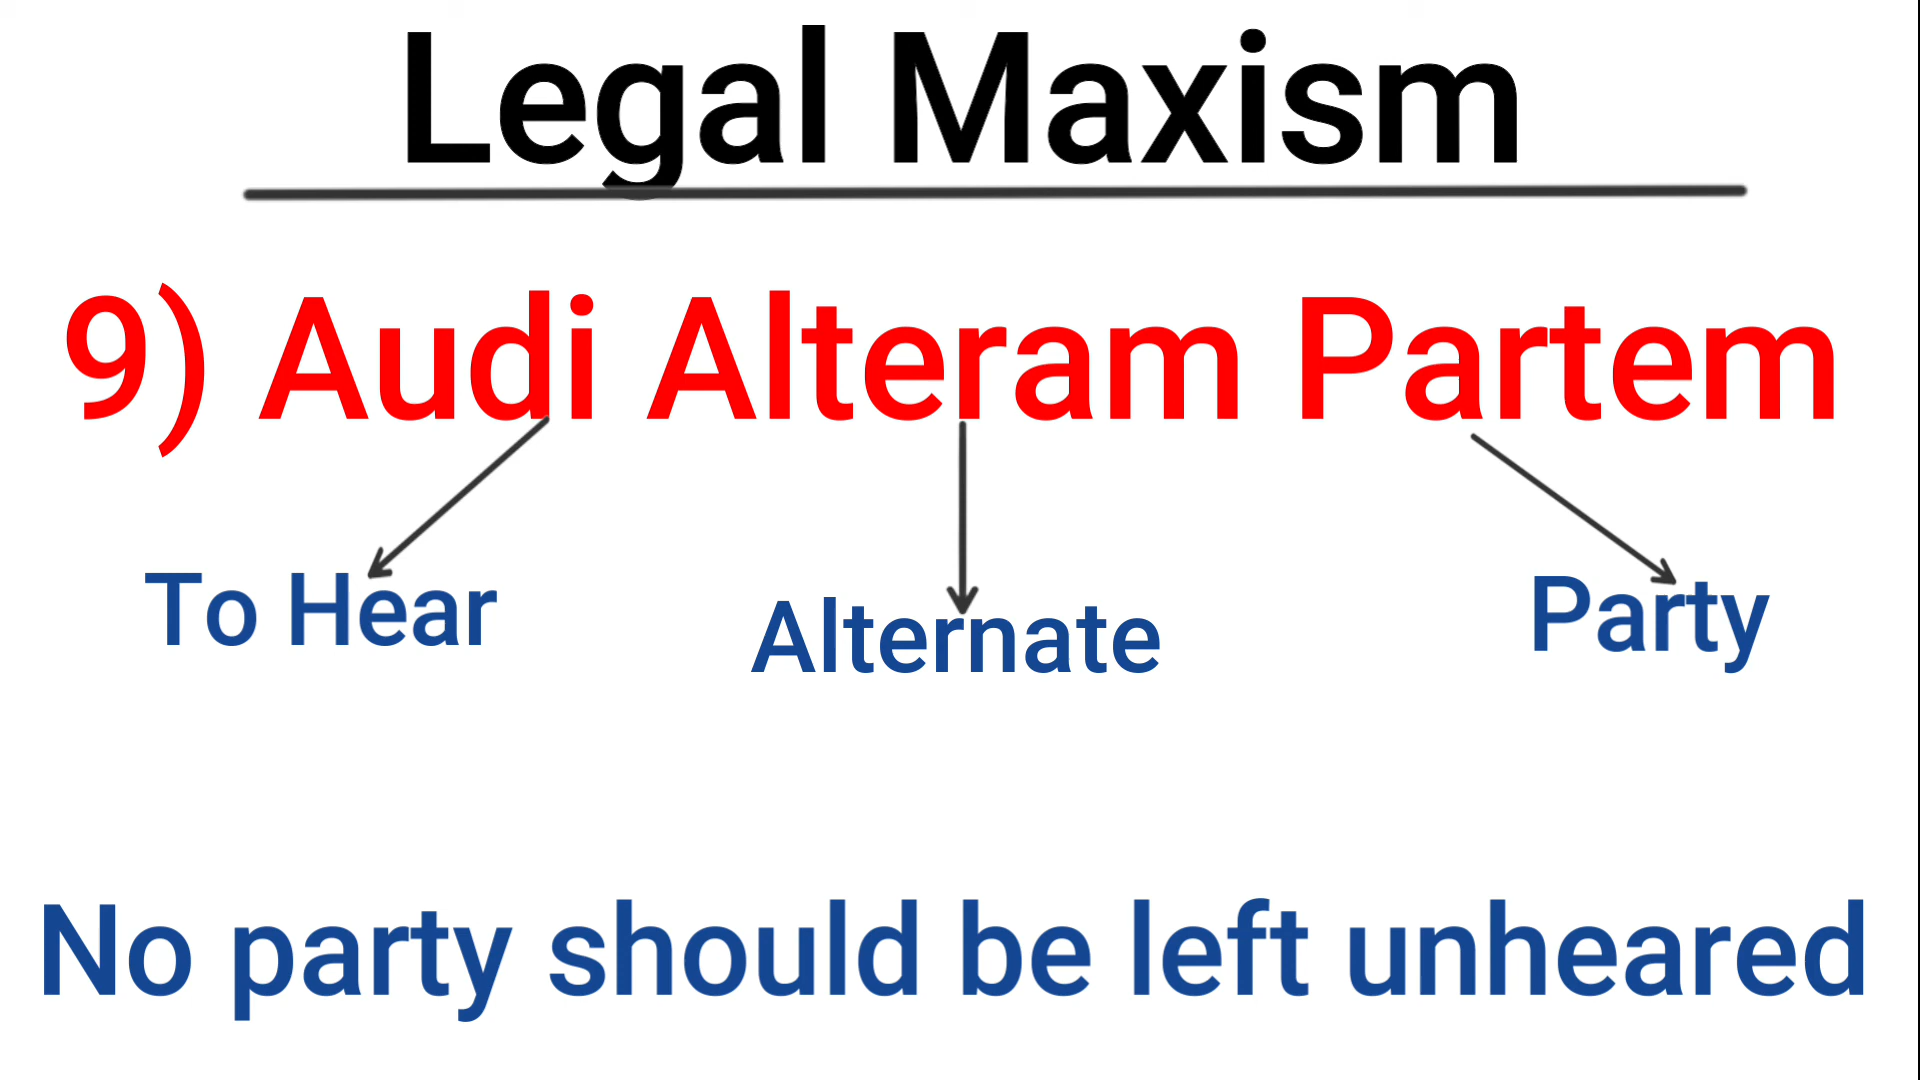 Legal Maxism
9) Audi Alteram Partem
To Hear
Alternate
Party
No party should be left unheared